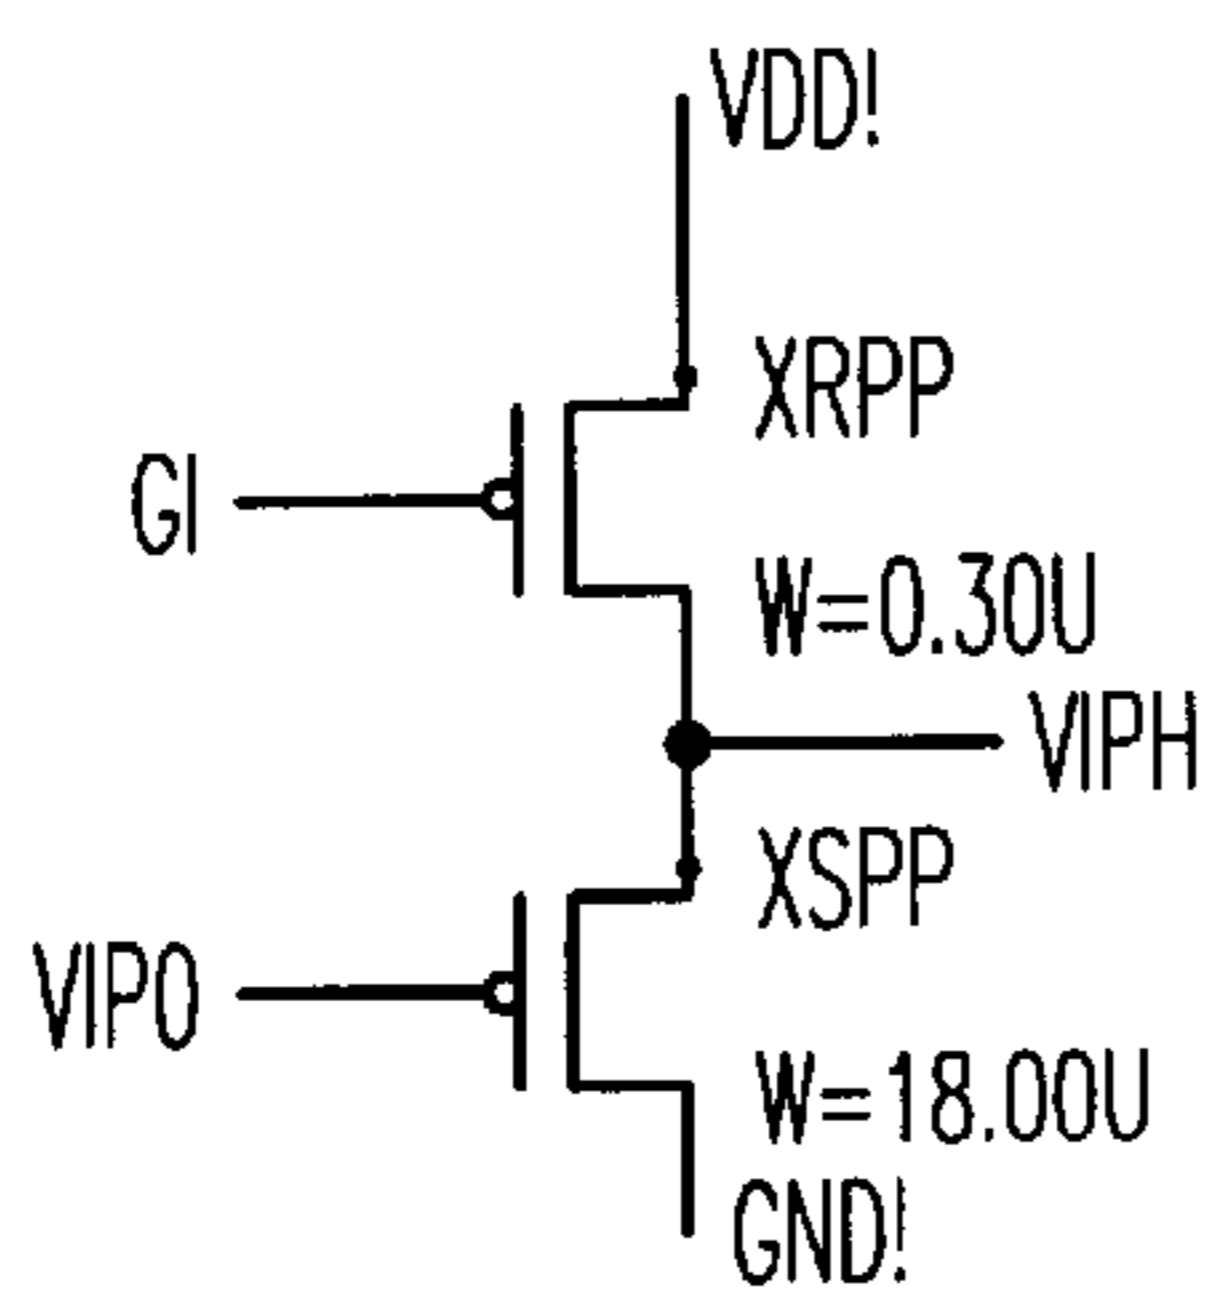 VDD!
XRPP
GI
W=0.30U
VIPH
XSPP
VIPO
W=18.00U
GND!